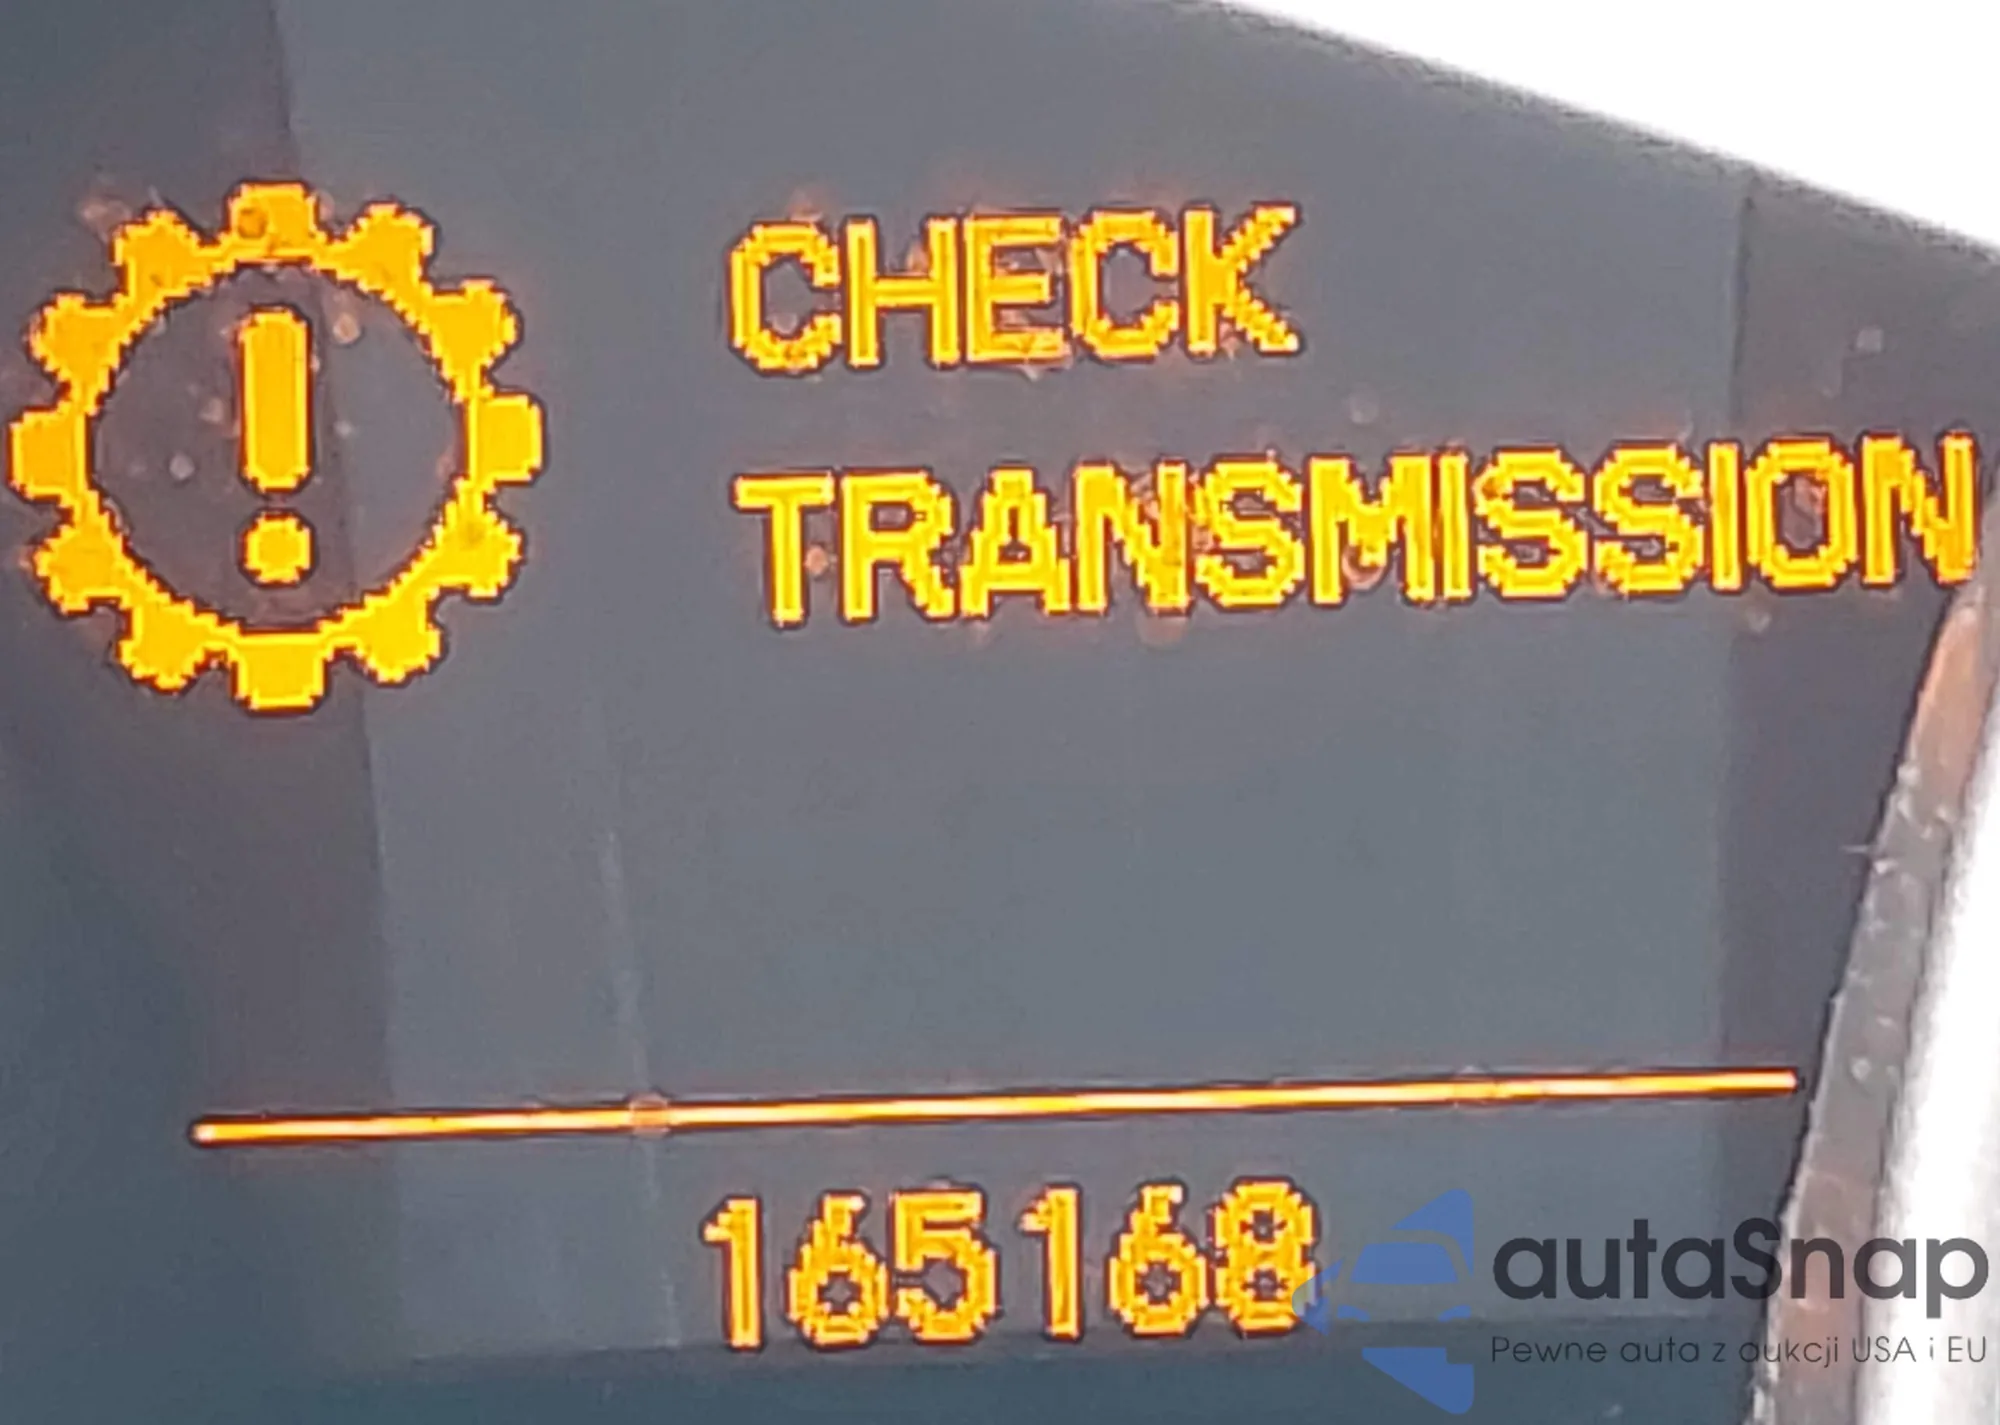 CHECK
TRANSMISSION
165168
autaSnap
Pewne auta z aukcji USA i EU